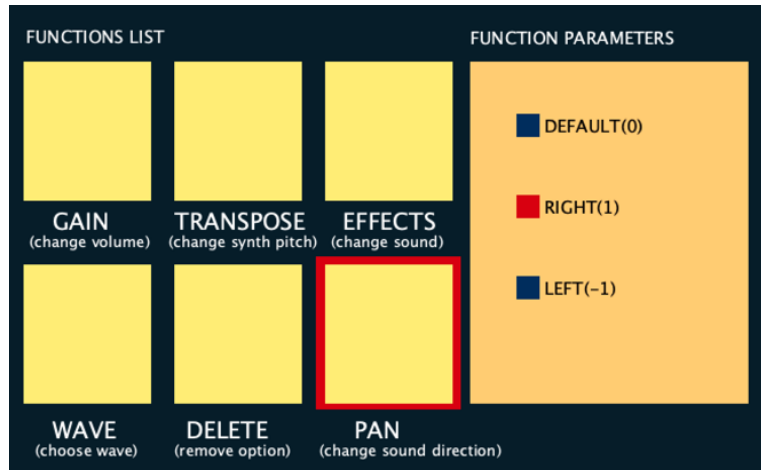 FUNCTIONS LIST
FUNCTION PARAMETERS
GAIN
(change volume)
TRANSPOSE
(change synth pitch)
EFFECTS
(change sound)
WAVE
(choose wave)
DELETE
(remove option)
PAN
(change sound direction)
DEFAULT(0)
RIGHT(1)
LEFT(-1)